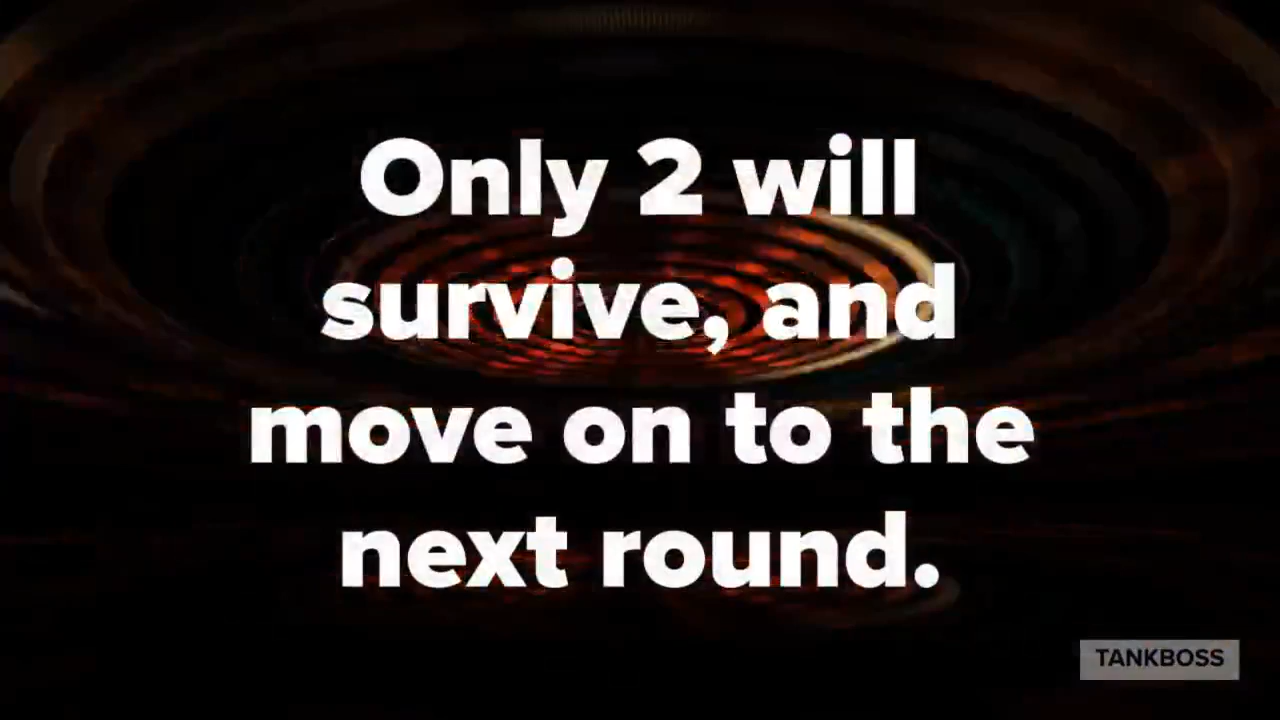 Only 2 will
survive, and
move on to the
next round.
TANKBOSS